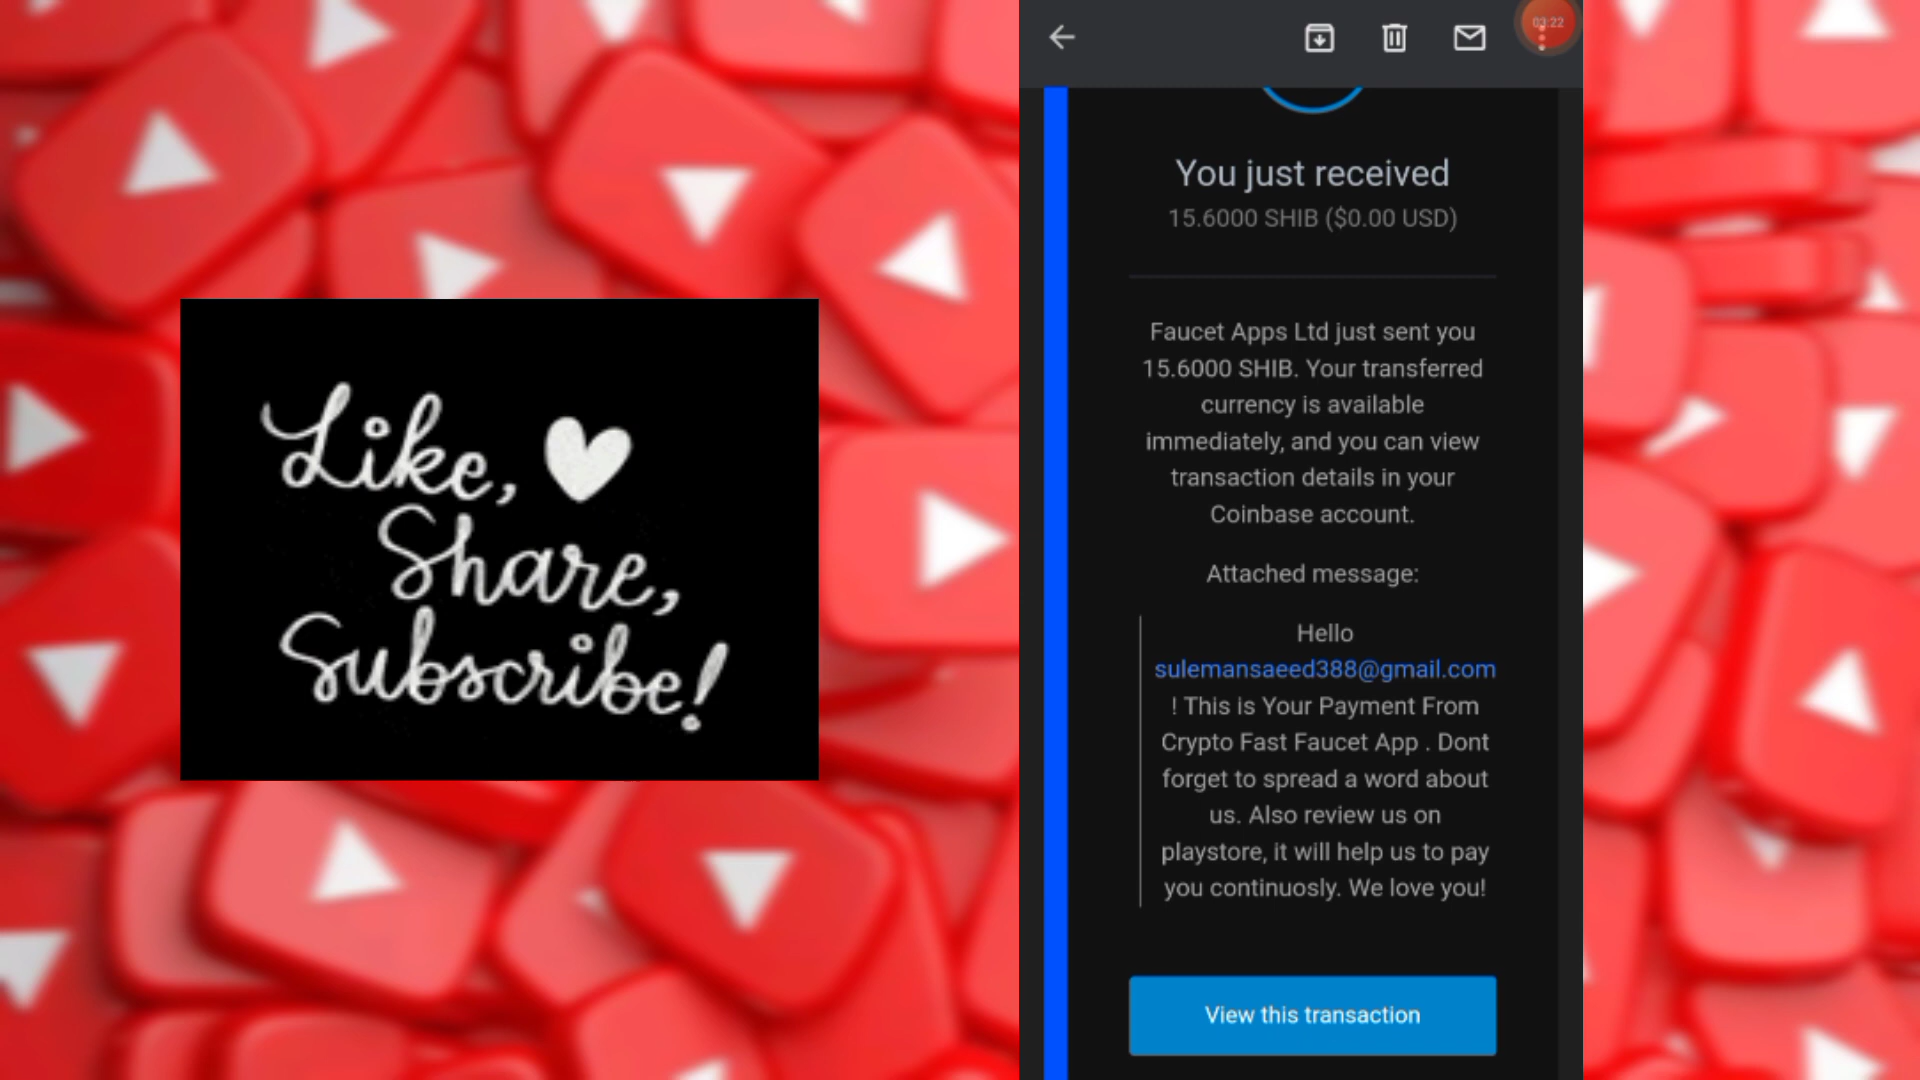 Like,
Share,
Subscribe!
03:22
You just received
15.6000 SHIB ($0.00 USD)
Faucet Apps Ltd just sent you
15.6000 SHIB. Your transferred
currency is available
immediately, and you can view
transaction details in your
Coinbase account.
Attached message:
Hello
sulemansaeed388@gmail.com
! This is Your Payment From
Crypto Fast Faucet App . Dont
forget to spread a word about
us. Also review us on
playstore, it will help us to pay
you continuosly. We love you!
View this transaction